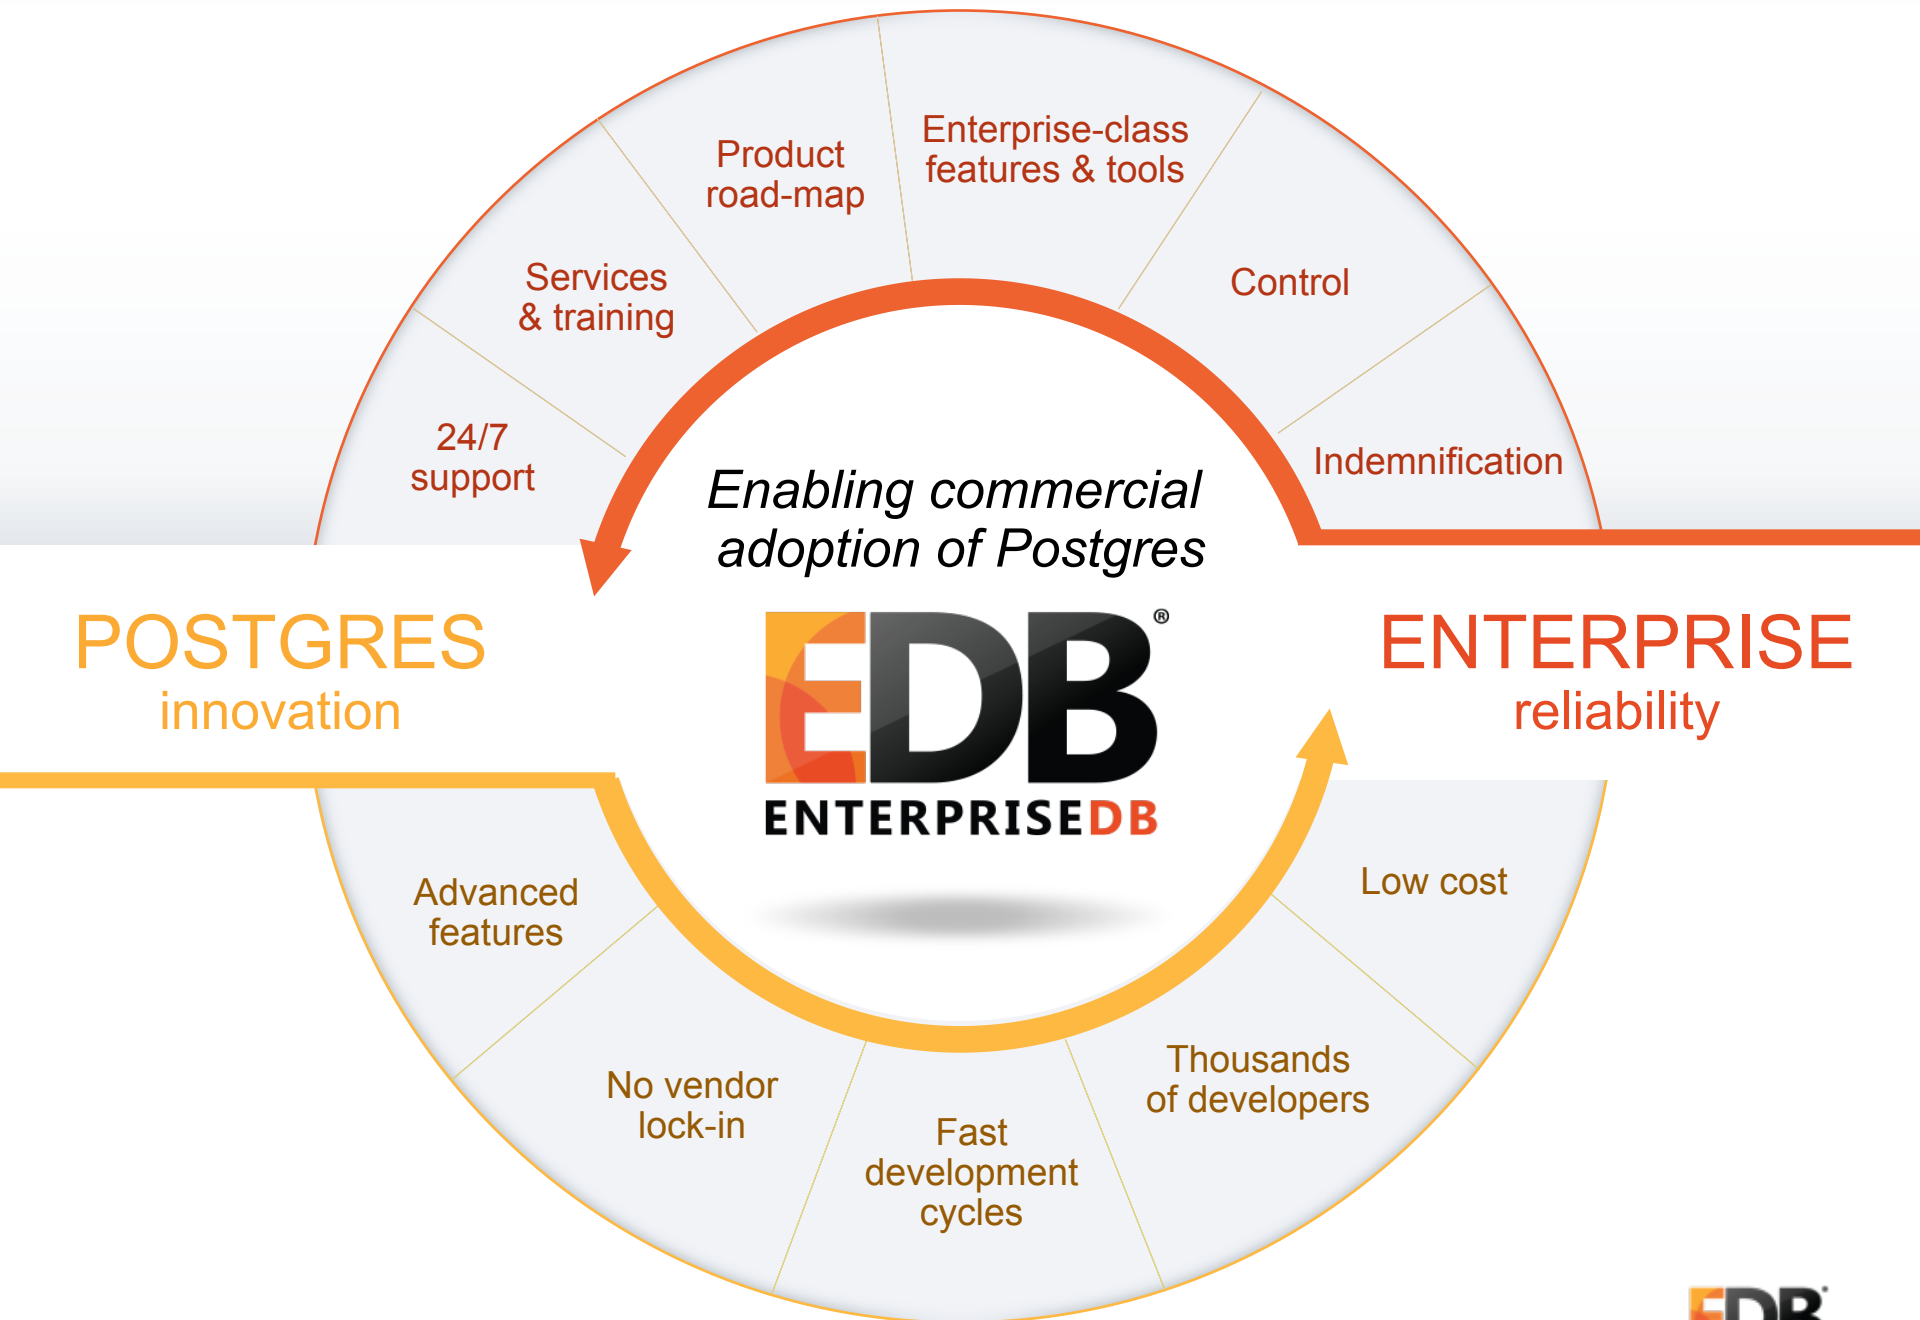 Enterprise-class
features & tools
Product
road-map
Services
& training
Control
24/7
support
Indemnification
Enabling commercial
adoption of Postgres
POSTGRES
innovation
EDB®
ENTERPRISEDB
ENTERPRISE
reliability
Advanced
features
Low cost
No vendor
lock-in
Fast
development
cycles
Thousands
of developers
EDB